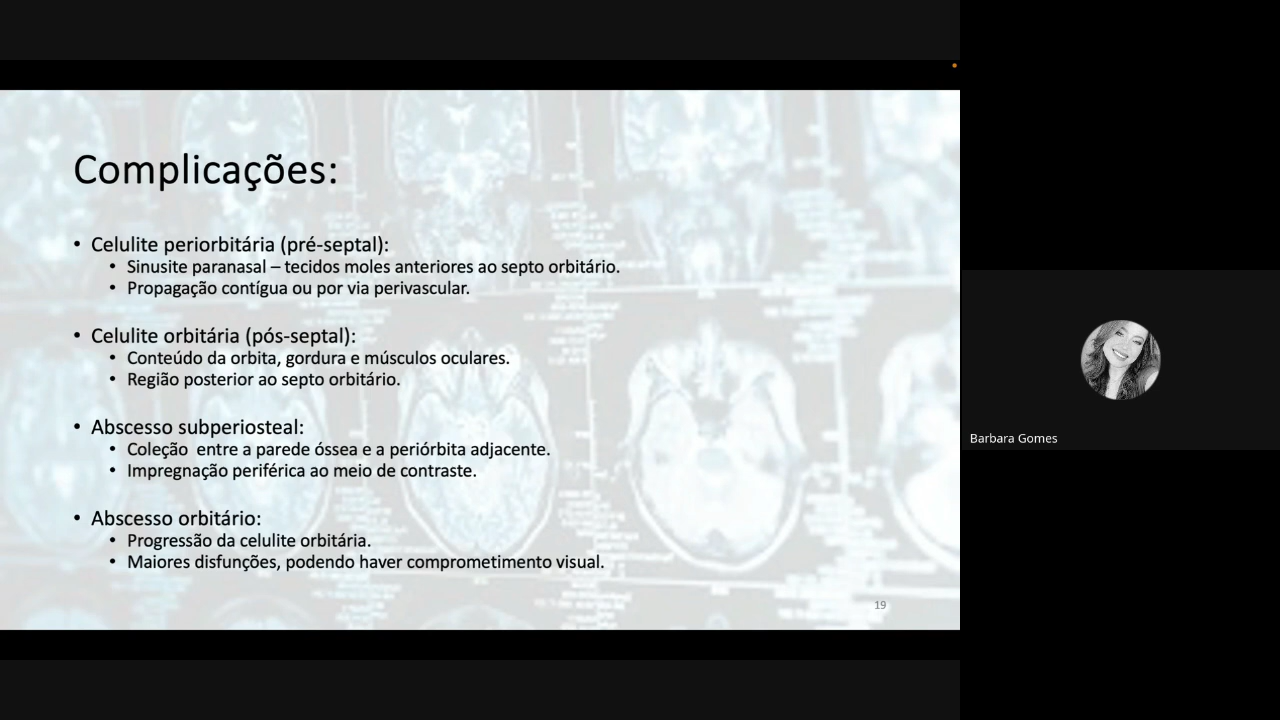 Complicações:
• Celulite periorbitária (pré-septal):
• Sinusite paranasal – tecidos moles anteriores ao septo orbitário.
• Propagação contígua ou por via perivascular.
• Celulite orbitária (pós-septal):
• Conteúdo da orbita, gordura e músculos oculares.
• Região posterior ao septo orbitário.
• Abscesso subperiosteal:
• Coleção  entre a parede óssea e a periórbita adjacente.
• Impregnação periférica ao meio de contraste.
• Abscesso orbitário:
• Progressão da celulite orbitária.
• Maiores disfunções, podendo haver comprometimento visual.
19
Barbara Gomes